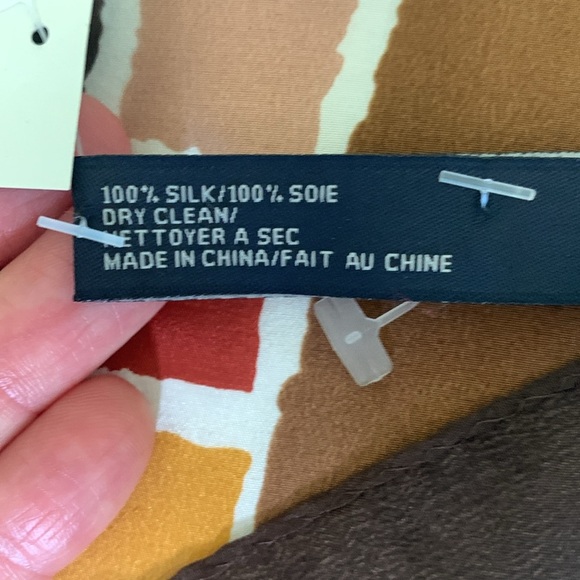 100% SILK/100% SOIE
DRY CLEAN/
NETTOYER A SEC
MADE IN CHINA/FAIT AU CHINE